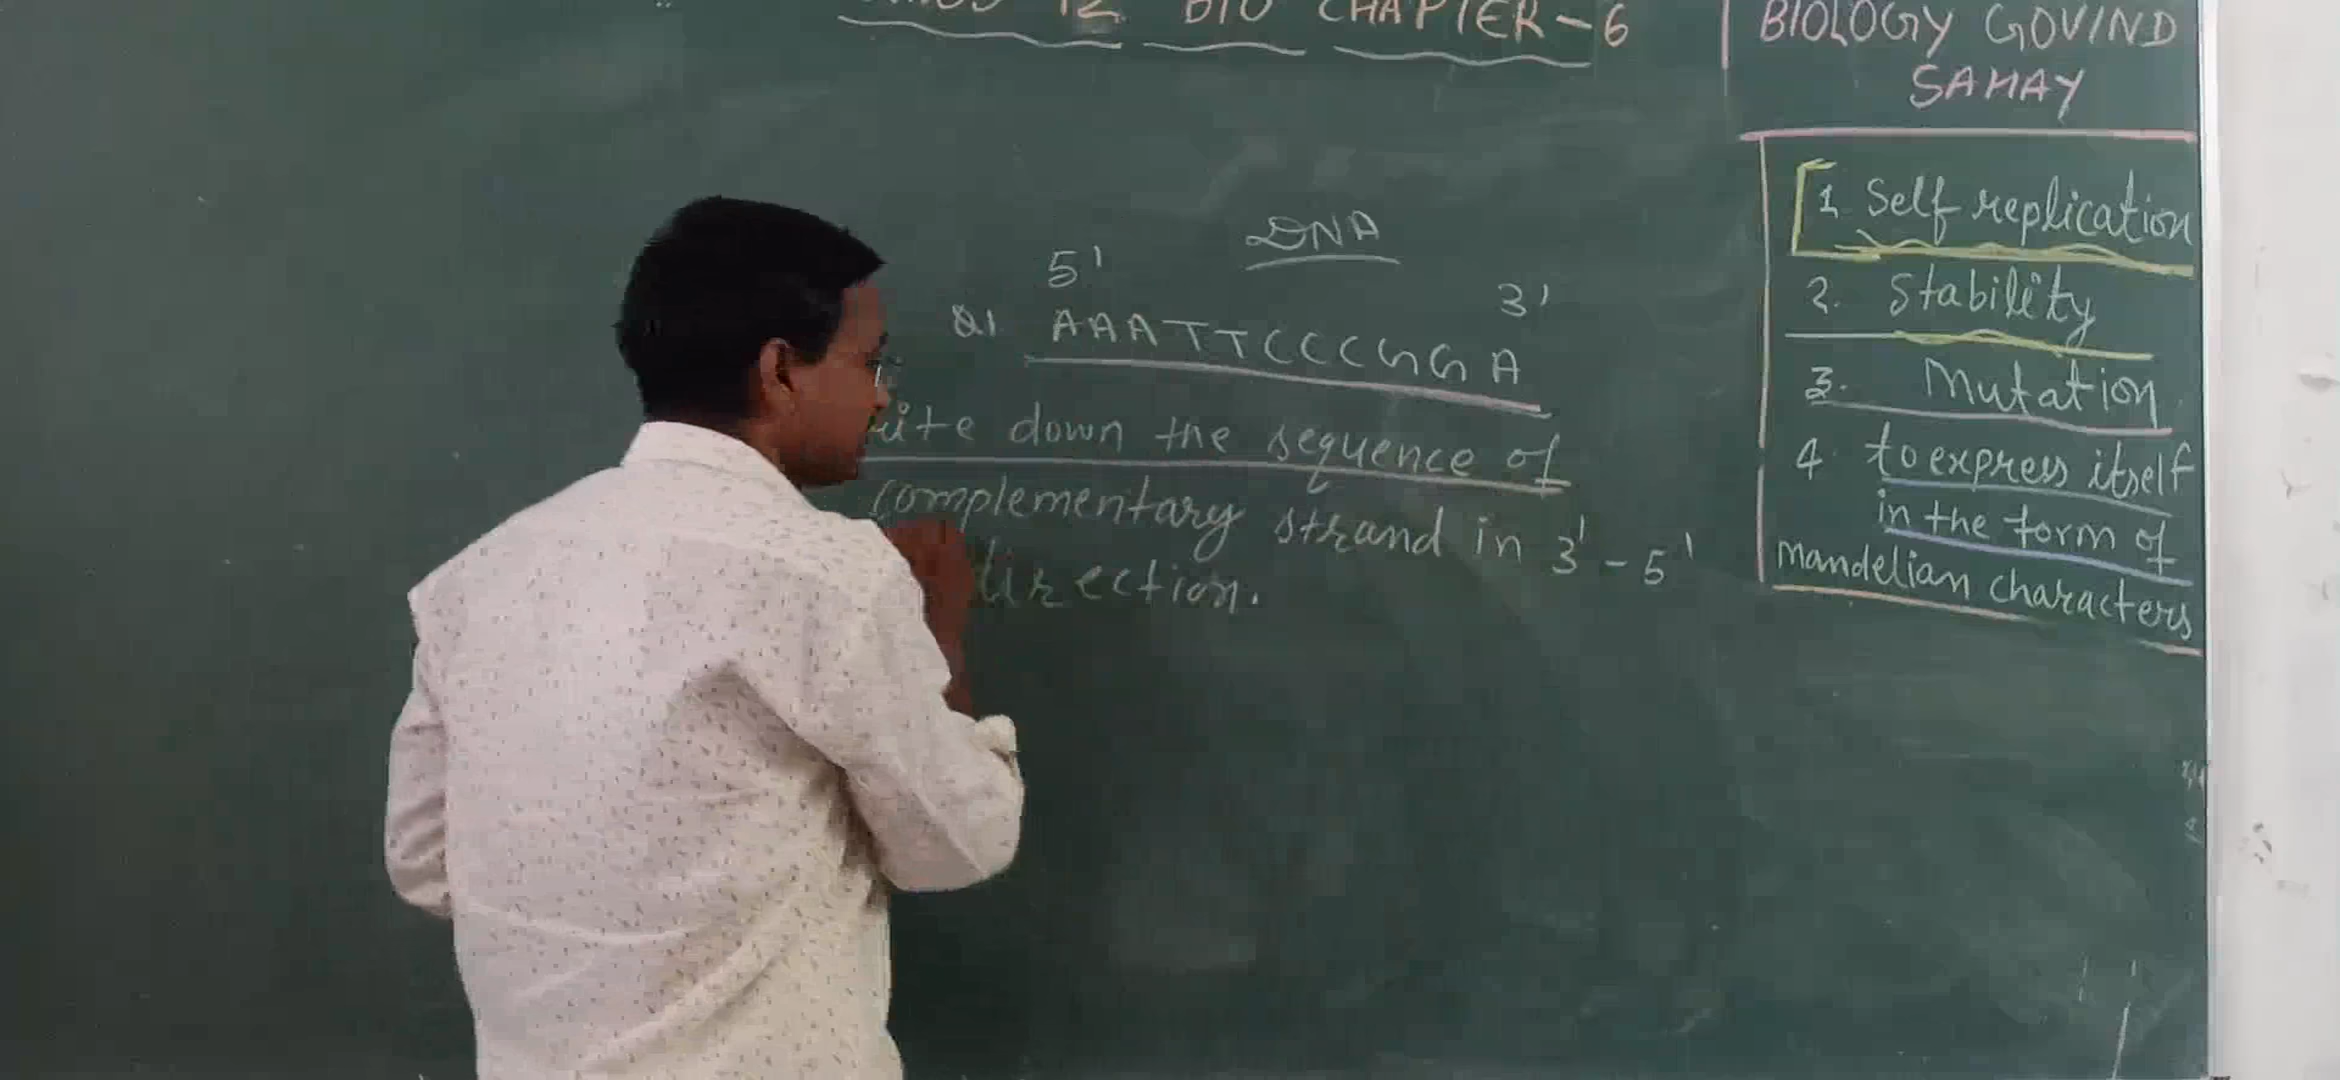 12 BIO CHAPTER-6
BIOLOGY GOVIND
SAHAY
DNA
5' 3'
Q1 AAATTCCCGGA
down the sequence of
complementary strand in 3' - 5'
direction.
1. Self replication
2. Stability
3. Mutation
4. to express itself
in the form of
mandelian characters